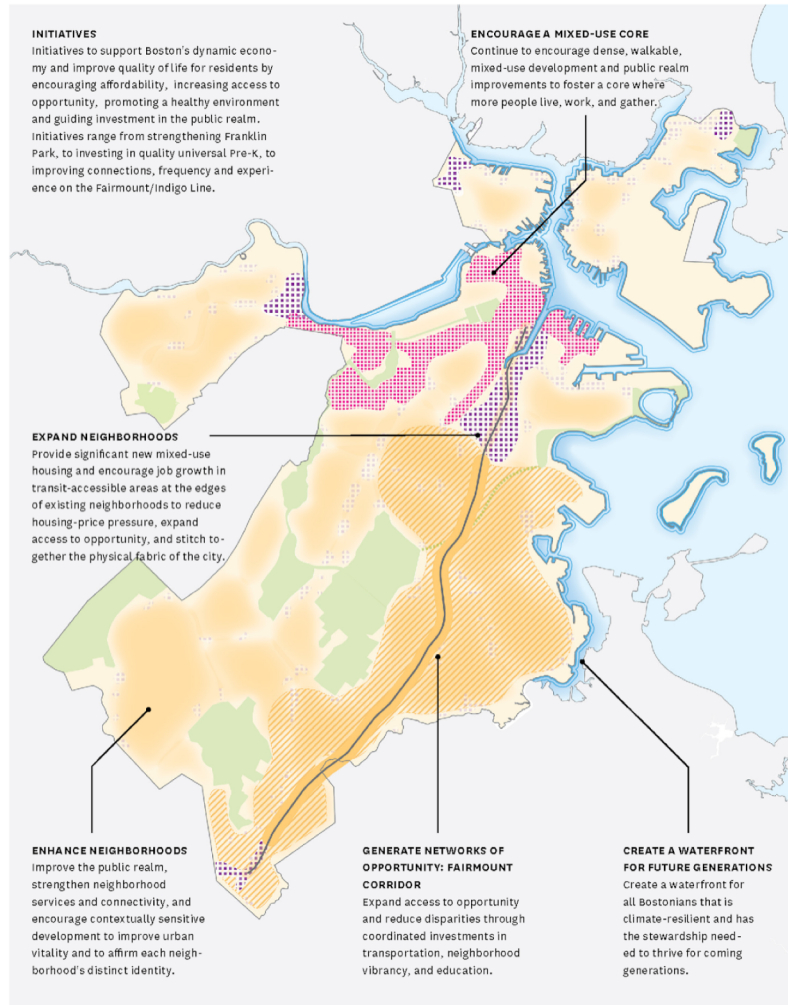 INITIATIVES
Initiatives to support Boston's dynamic econo-
my and improve quality of life for residents by
encouraging affordability, increasing access to
opportunity, promoting a healthy environment
and guiding investment in the public realm.
Initiatives range from strengthening Franklin
Park, to investing in quality universal Pre-K, to
improving connections, frequency and experi-
ence on the Fairmount/Indigo Line.
ENCOURAGE A MIXED-USE CORE
Continue to encourage dense, walkable,
mixed-use development and public realm
improvements to foster a core where
more people live, work, and gather.
EXPAND NEIGHBORHOODS
Provide significant new mixed-use
housing and encourage job growth in
transit-accessible areas at the edges
of existing neighborhoods to reduce
housing-price pressure, expand
access to opportunity, and stitch to-
gether the physical fabric of the city.
ENHANCE NEIGHBORHOODS
Improve the public realm,
strengthen neighborhood
services and connectivity, and
encourage contextually sensitive
development to improve urban
vitality and to affirm each neigh-
borhood's distinct identity.
GENERATE NETWORKS OF
OPPORTUNITY: FAIRMOUNT
CORRIDOR
Expand access to opportunity
and reduce disparities through
coordinated investments in
transportation, neighborhood
vibrancy, and education.
CREATE A WATERFRONT
FOR FUTURE GENERATIONS
Create a waterfront for
all Bostonians that is
climate-resilient and has
the stewardship need-
ed to thrive for coming
generations.